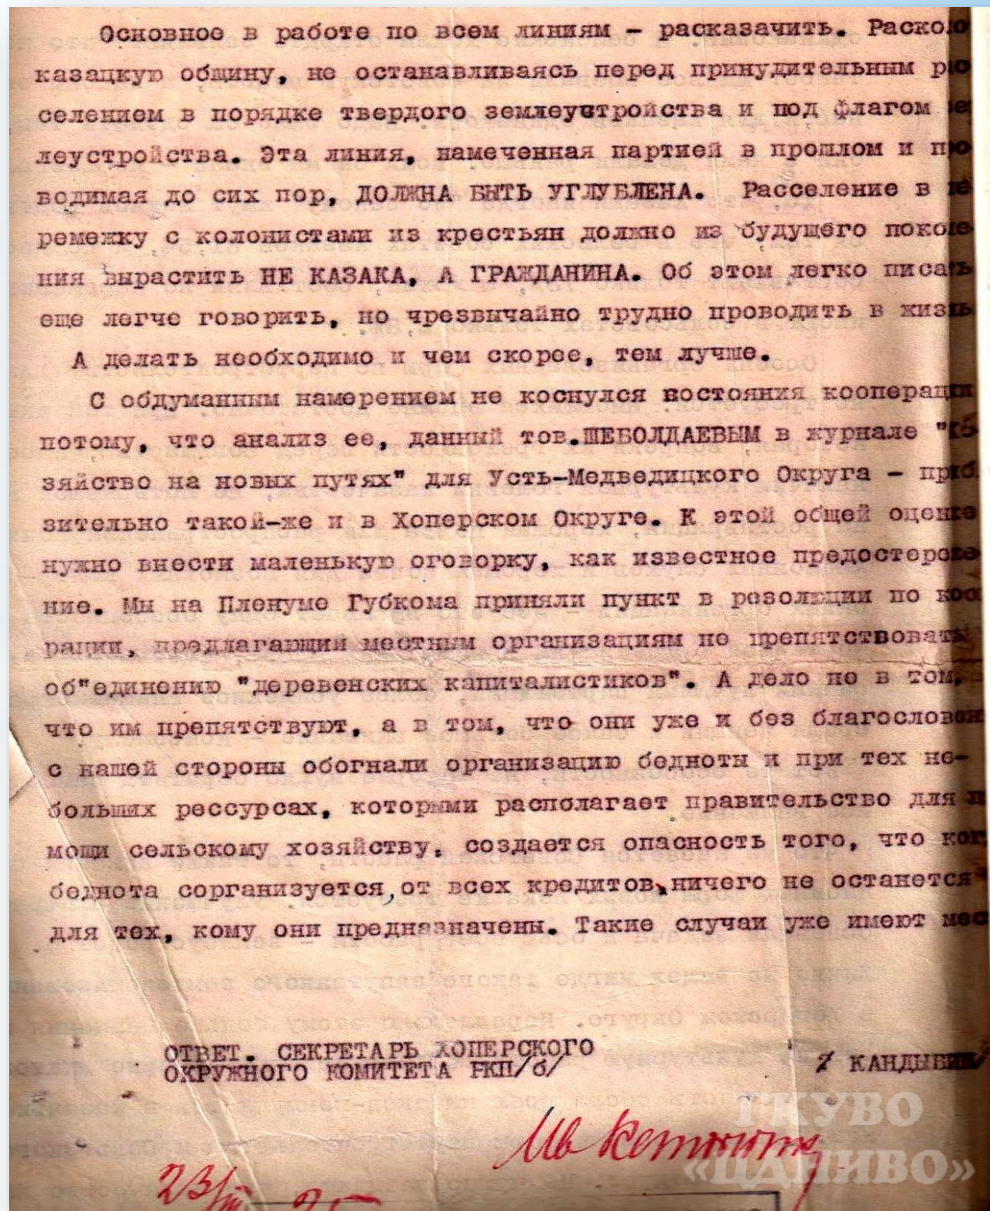 Основное в работе по всем линиям - расказачить. Раско
казацкую общину, не останавливаясь перед принудительным
селением в порядке твердого землеустройства и под флагом
леустройства. Эта линия, намеченная партией в прошлом и
водимая до сих пор, ДОЛЖНА БЫТЬ УГЛУБЛЕНА. Расселение в
ремежку с колонистами из крестьян должно из будущего поколе
ния вырастить НЕ КАЗАКА, А ГРАЖДАНИНА. Об этом легко писать
еще легче говорить, но чрезвычайно трудно проводить в жизнь
А делать необходимо и чем скорее, тем лучше.
С обдуманным намерением не коснулся состояния кооперации
потому, что анализ ее, данный тов.ШЕБОЛДАЕВЫМ в журнале
зяйство на новых путях" для Усть-Медведицкого Округа - приб
зительно такой-же и в Хоперском Округе. К этой общей оценке
нужно внести маленькую оговорку, как известное предостереже
ние. Мы на Пленуме Губкома приняли пункт в резолюции по
рации, предлагающий местным организациям не препятствовать
об"единению "деревенских капиталистиков". А дело не в том,
что им препятствуют, а в том, что они уже и без благословен
с нашей стороны обогнали организацию бедноты и при тех не-
больших рессурсах, которыми располагает правительство для
мощи сельскому хозяйству, создается опасность того, что ког
беднота сорганизуется, от всех кредитов, ничего не останется
для тех, кому они предназначены. Такие случаи уже имеют мес
ОТВЕТ. СЕКРЕТАРЬ ХОПЕРСКОГО
ОКРУЖНОГО КОМИТЕТА РКП/б/ / КАНДЫБИН/
23/III 25
ГКУВО
«ЦДНИВО»